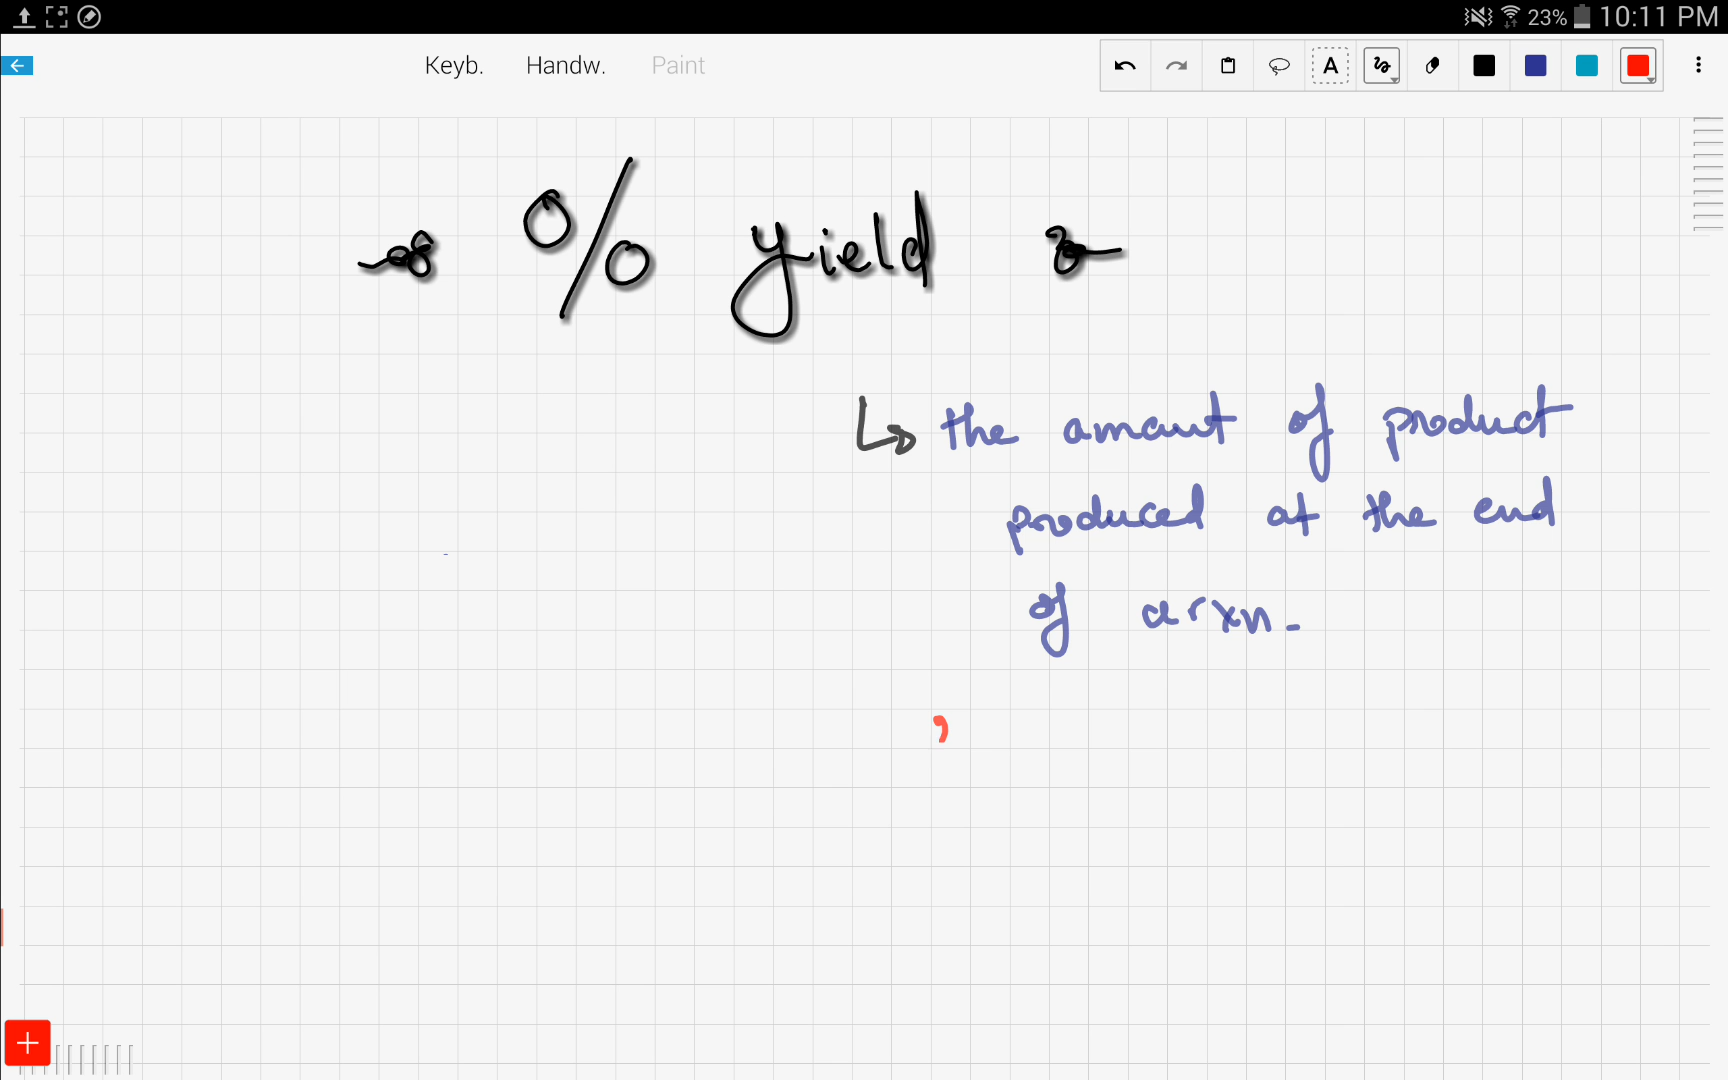 23% 10:11 PM
Keyb. Handw. Paint
A
% yield
the amount of product
produced at the end
of a rxn.